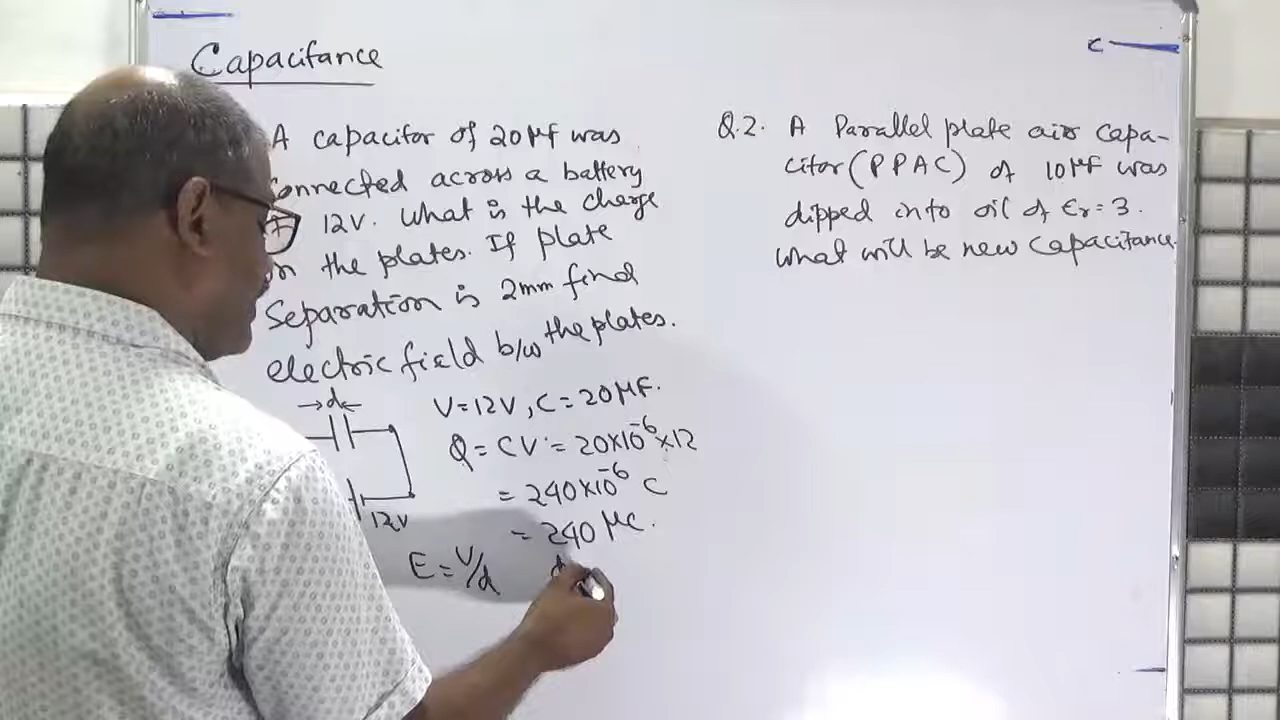 Capacitance
A capacitor of 20μf was
onnected across a battery
12V. What is the charge
n the plates. If plate
Separation is 2mm find
electric field b/w the plates.
→d←
V=12V, C=20μF.
Q = CV = 20×10⁻⁶×12
= 240×10⁻⁶ C
= 240 μC.
12V
E = V/d
d
Q.2. A Parallel plate air capa-
citor (PPAC) of 10μf was
dipped into oil of εr=3.
What will be new capacitance.
C